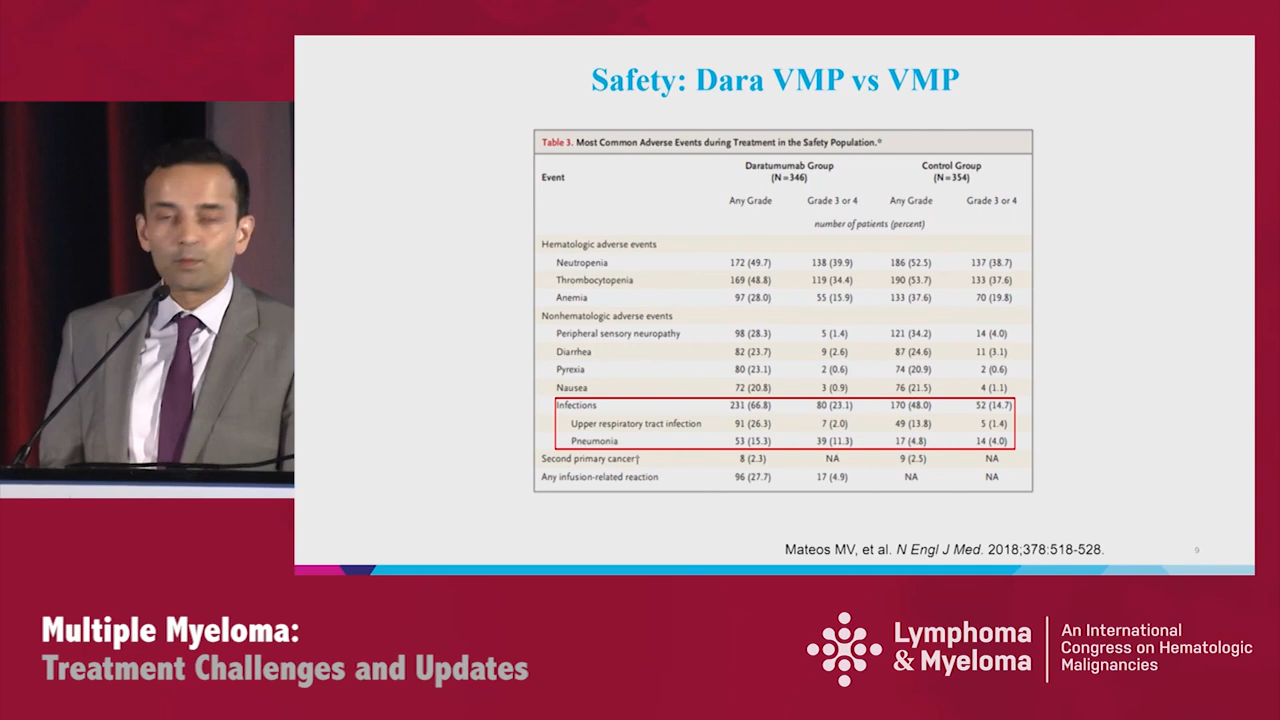 Safety: Dara VMP vs VMP
Table 3. Most Common Adverse Events during Treatment in the Safety Population.*
Event Daratumumab Group (N=346) Control Group (N=354)
Any Grade Grade 3 or 4 Any Grade Grade 3 or 4
number of patients (percent)
Hematologic adverse events
Neutropenia 172 (49.7) 138 (39.9) 186 (52.5) 137 (38.7)
Thrombocytopenia 169 (48.8) 119 (34.4) 190 (53.7) 133 (37.6)
Anemia 97 (28.0) 55 (15.9) 133 (37.6) 70 (19.8)
Nonhematologic adverse events
Peripheral sensory neuropathy 98 (28.3) 5 (1.4) 121 (34.2) 14 (4.0)
Diarrhea 82 (23.7) 9 (2.6) 87 (24.6) 11 (3.1)
Pyrexia 80 (23.1) 2 (0.6) 74 (20.9) 2 (0.6)
Nausea 72 (20.8) 3 (0.9) 76 (21.5) 4 (1.1)
Infections 231 (66.8) 80 (23.1) 170 (48.0) 52 (14.7)
Upper respiratory tract infection 91 (26.3) 7 (2.0) 49 (13.8) 5 (1.4)
Pneumonia 53 (15.3) 39 (11.3) 17 (4.8) 14 (4.0)
Second primary cancer† 8 (2.3) NA 9 (2.5) NA
Any infusion-related reaction 96 (27.7) 17 (4.9) NA NA
Mateos MV, et al. N Engl J Med. 2018;378:518-528.
9
Multiple Myeloma:
Treatment Challenges and Updates
Lymphoma
& Myeloma
An International
Congress on Hematologic
Malignancies